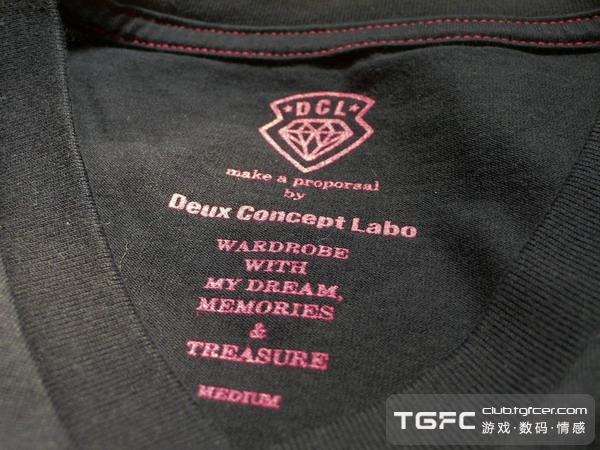 ★DCL★
make a proporsal
by
Deux Concept Labo
WARDROBE
WITH
MY DREAM,
MEMORIES
&
TREASURE
MEDIUM
TGFC club.tgfcer.com
游戏·数码·情感